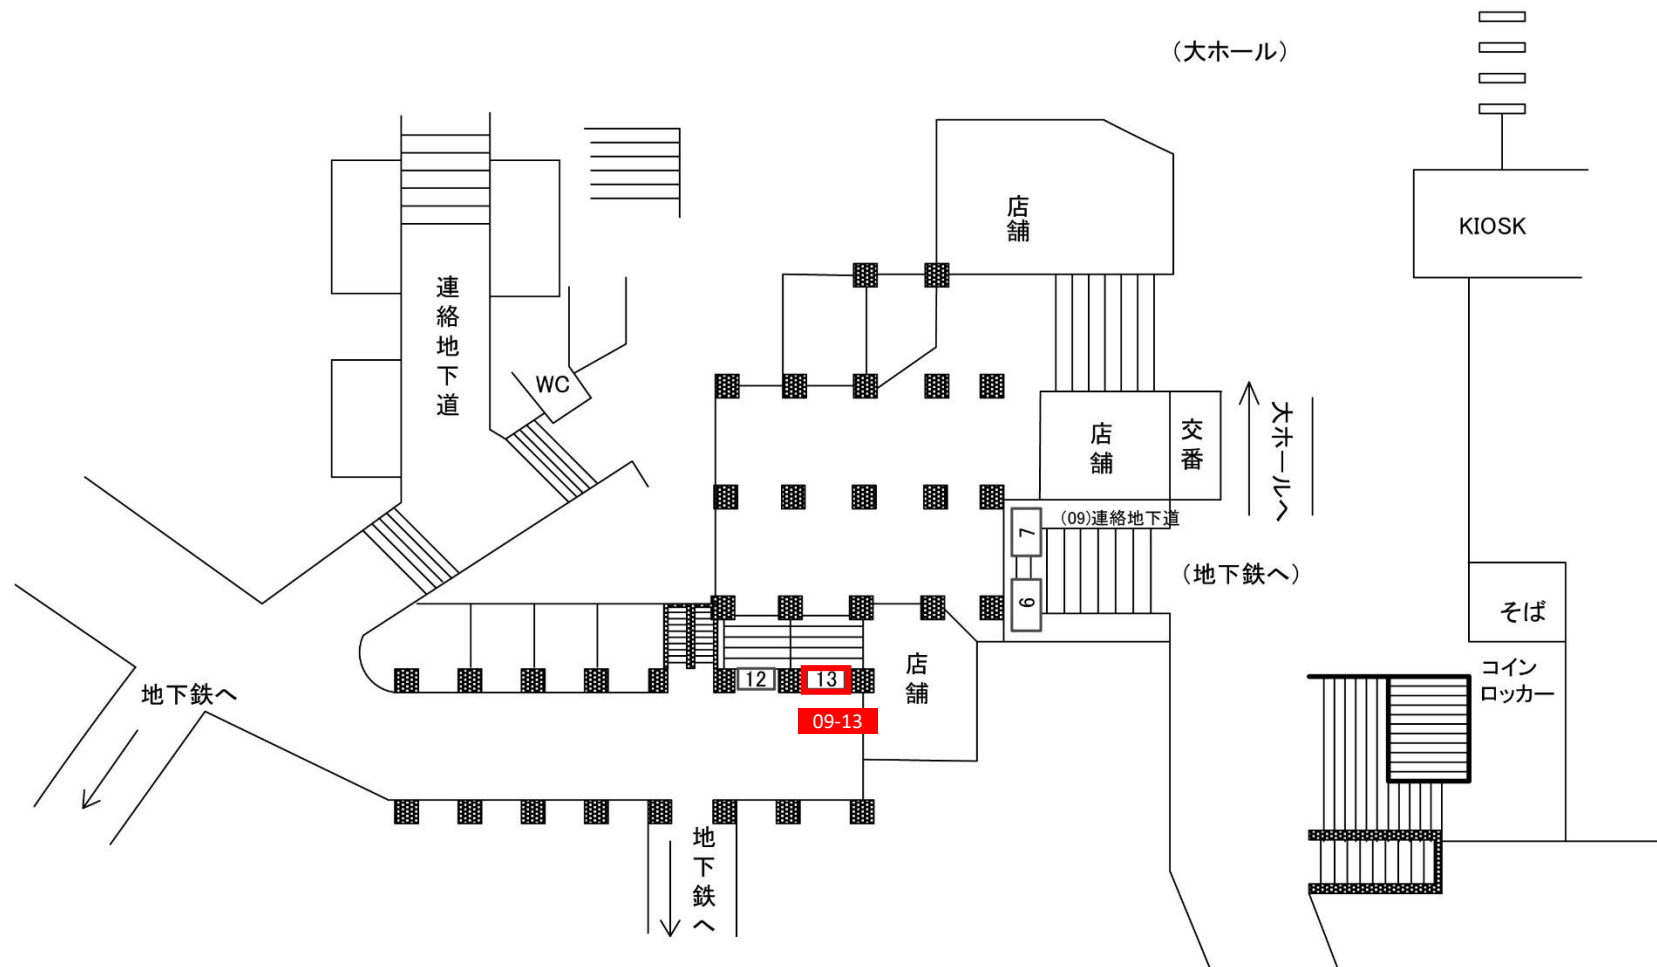 (大ホール)
店舗
KIOSK
連絡地下道
WC
店舗
交番
大ホールへ
(09)連絡地下道
7
(地下鉄へ)
6
そば
店舗
コイン
ロッカー
12
13
地下鉄へ
09-13
地下鉄へ